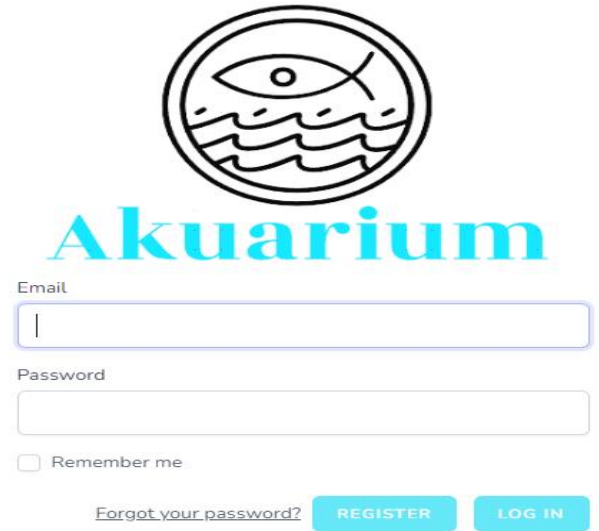 Akuarium
Email
Password
Remember me
Forgot your password? REGISTER LOG IN